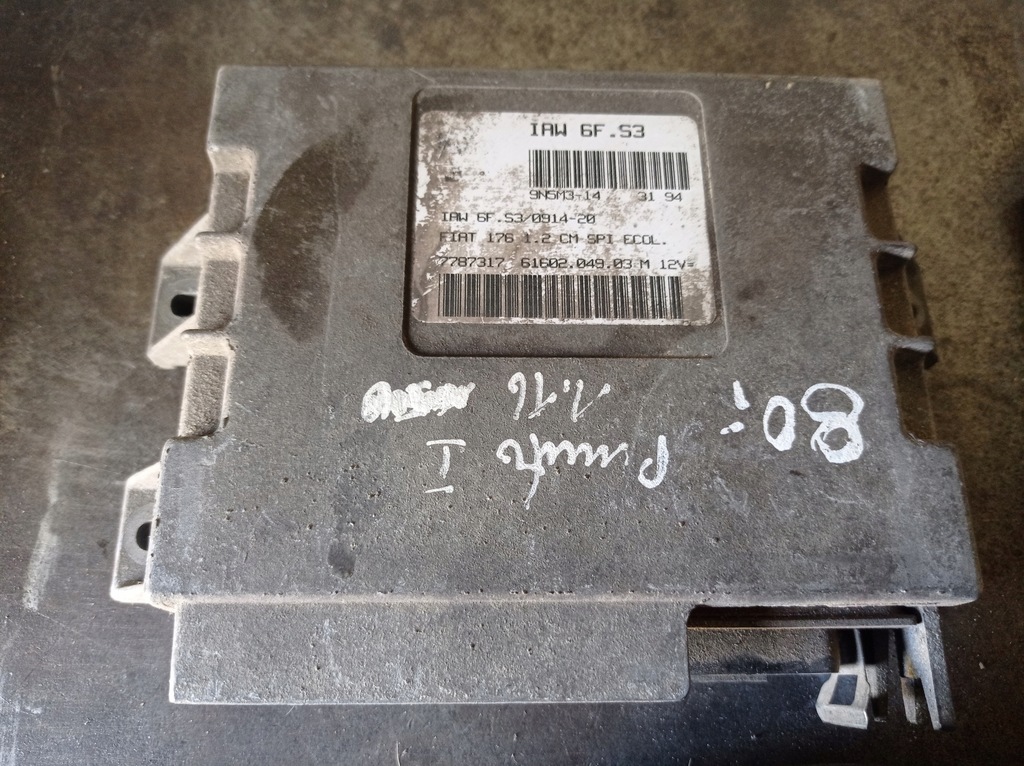 IAW 6F.S3
9N5M3-14 31 94
IAW 6F.S3/0914-20
FIAT 176 1.2 CM SPI ECOL.
7787317 61602.049.03 M 12V=
80,-
Punto I
1.16